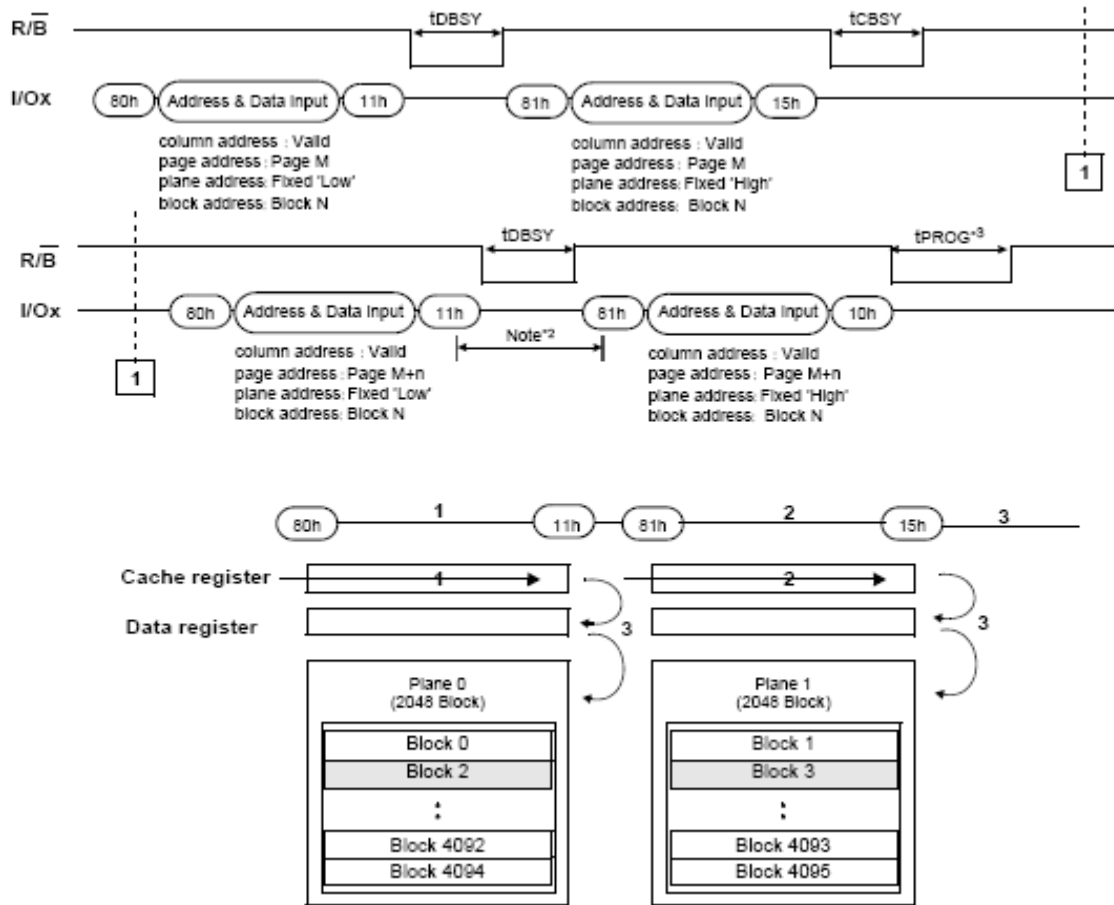 tDBSY tCBSY
R/B
I/Ox 80h Address & Data Input 11h 81h Address & Data Input 15h
column address : Valid
page address : Page M
plane address: Fixed 'Low'
block address: Block N
column address : Valid
page address : Page M
plane address: Fixed 'High'
block address: Block N
1
tDBSY tPROG*3
R/B
I/Ox 80h Address & Data Input 11h 81h Address & Data Input 10h
Note*2
1
column address : Valid
page address : Page M+n
plane address: Fixed 'Low'
block address: Block N
column address : Valid
page address : Page M+n
plane address: Fixed 'High'
block address: Block N
80h 1 11h 81h 2 15h 3
Cache register 1 2
Data register 3 3
Plane 0
(2048 Block)
Block 0
Block 2
:
Block 4092
Block 4094
Plane 1
(2048 Block)
Block 1
Block 3
:
Block 4093
Block 4095